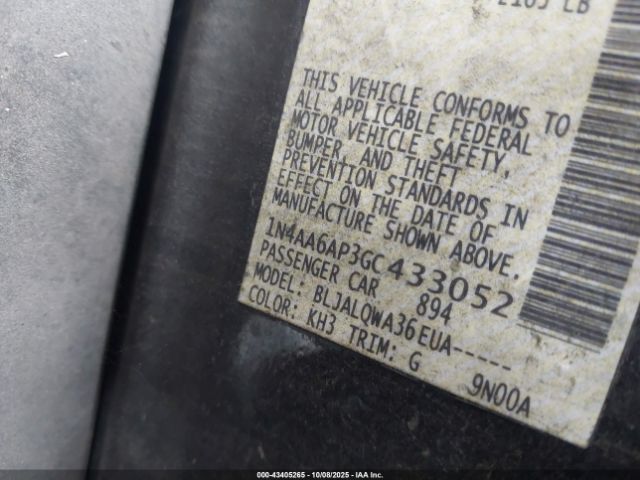 2165 LB
THIS VEHICLE CONFORMS TO
ALL APPLICABLE FEDERAL
MOTOR VEHICLE SAFETY,
BUMPER, AND THEFT
PREVENTION STANDARDS IN
EFFECT ON THE DATE OF
MANUFACTURE SHOWN ABOVE.
1N4AA6AP3GC433052
PASSENGER CAR 894
MODEL: BLJALQWA36EUA-----
COLOR: KH3 TRIM: G 9N00A
000-43405265 - 10/08/2025 - IAA Inc.